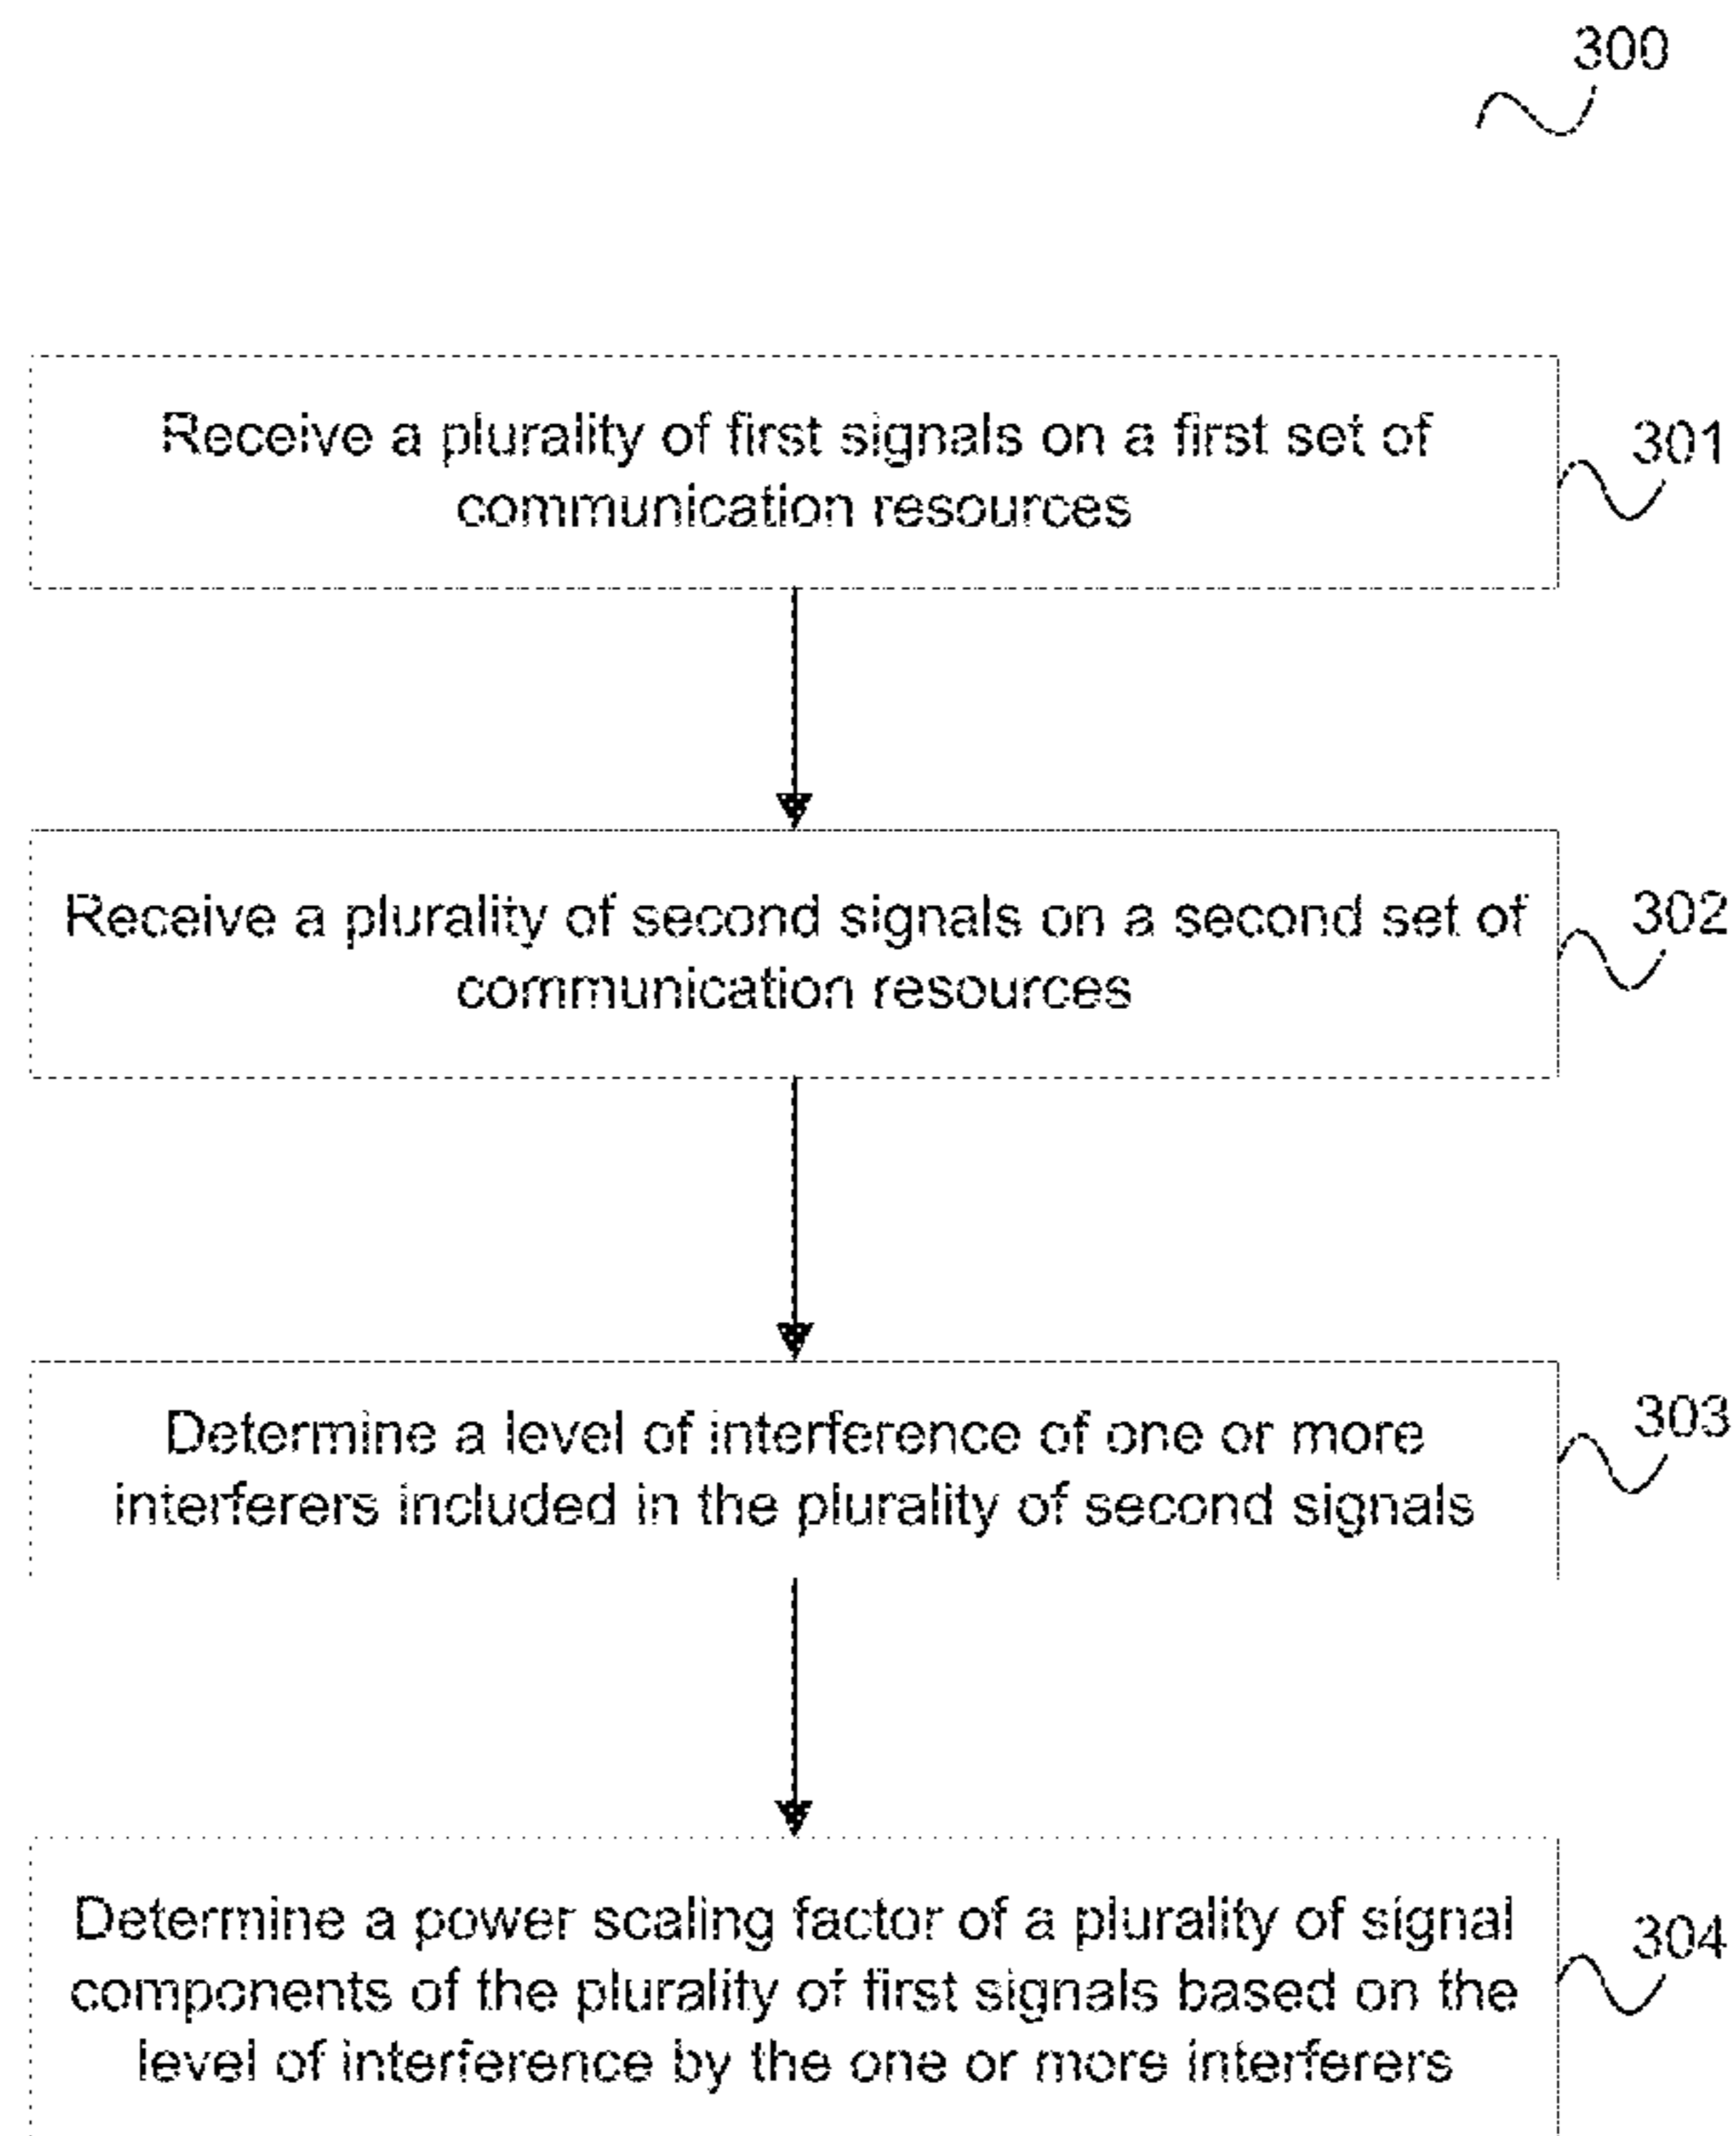 300
Receive a plurality of first signals on a first set of
communication resources
301
Receive a plurality of second signals on a second set of
communication resources
302
Determine a level of interference of one or more
interferers included in the plurality of second signals
303
Determine a power scaling factor of a plurality of signal
components of the plurality of first signals based on the
level of interference by the one or more interferers
304